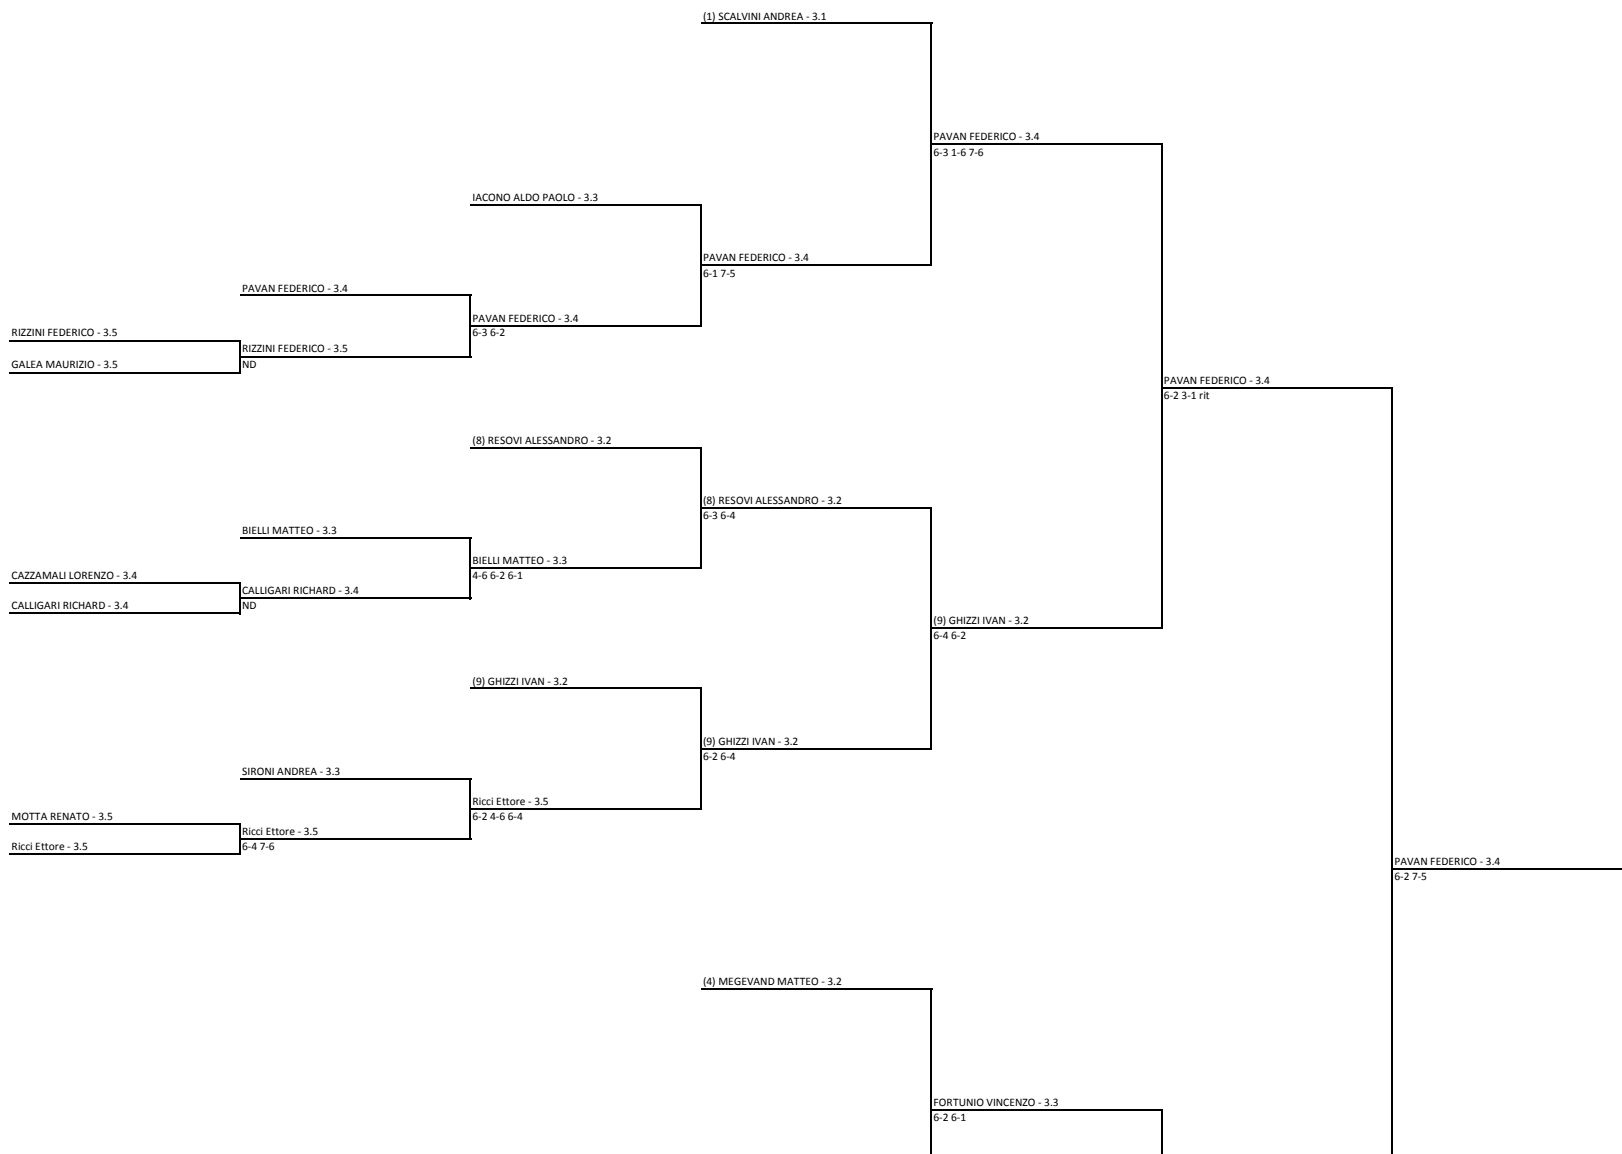 (1) SCALVINI ANDREA - 3.1
PAVAN FEDERICO - 3.4
6-3 1-6 7-6
IACONO ALDO PAOLO - 3.3
PAVAN FEDERICO - 3.4
6-1 7-5
PAVAN FEDERICO - 3.4
PAVAN FEDERICO - 3.4
6-3 6-2
RIZZINI FEDERICO - 3.5
RIZZINI FEDERICO - 3.5
ND
GALEA MAURIZIO - 3.5
PAVAN FEDERICO - 3.4
6-2 3-1 rit
(8) RESOVI ALESSANDRO - 3.2
(8) RESOVI ALESSANDRO - 3.2
6-3 6-4
BIELLI MATTEO - 3.3
BIELLI MATTEO - 3.3
4-6 6-2 6-1
CAZZAMALI LORENZO - 3.4
CALLIGARI RICHARD - 3.4
ND
CALLIGARI RICHARD - 3.4
(9) GHIZZI IVAN - 3.2
6-4 6-2
(9) GHIZZI IVAN - 3.2
(9) GHIZZI IVAN - 3.2
6-2 6-4
SIRONI ANDREA - 3.3
Ricci Ettore - 3.5
6-2 4-6 6-4
MOTTA RENATO - 3.5
Ricci Ettore - 3.5
6-4 7-6
Ricci Ettore - 3.5
PAVAN FEDERICO - 3.4
6-2 7-5
(4) MEGEVAND MATTEO - 3.2
FORTUNIO VINCENZO - 3.3
6-2 6-1